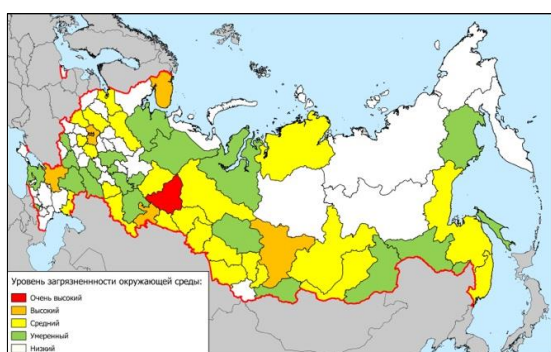 Уровень загрязненности окружающей среды:
Очень высокий
Высокий
Средний
Умеренный
Низкий